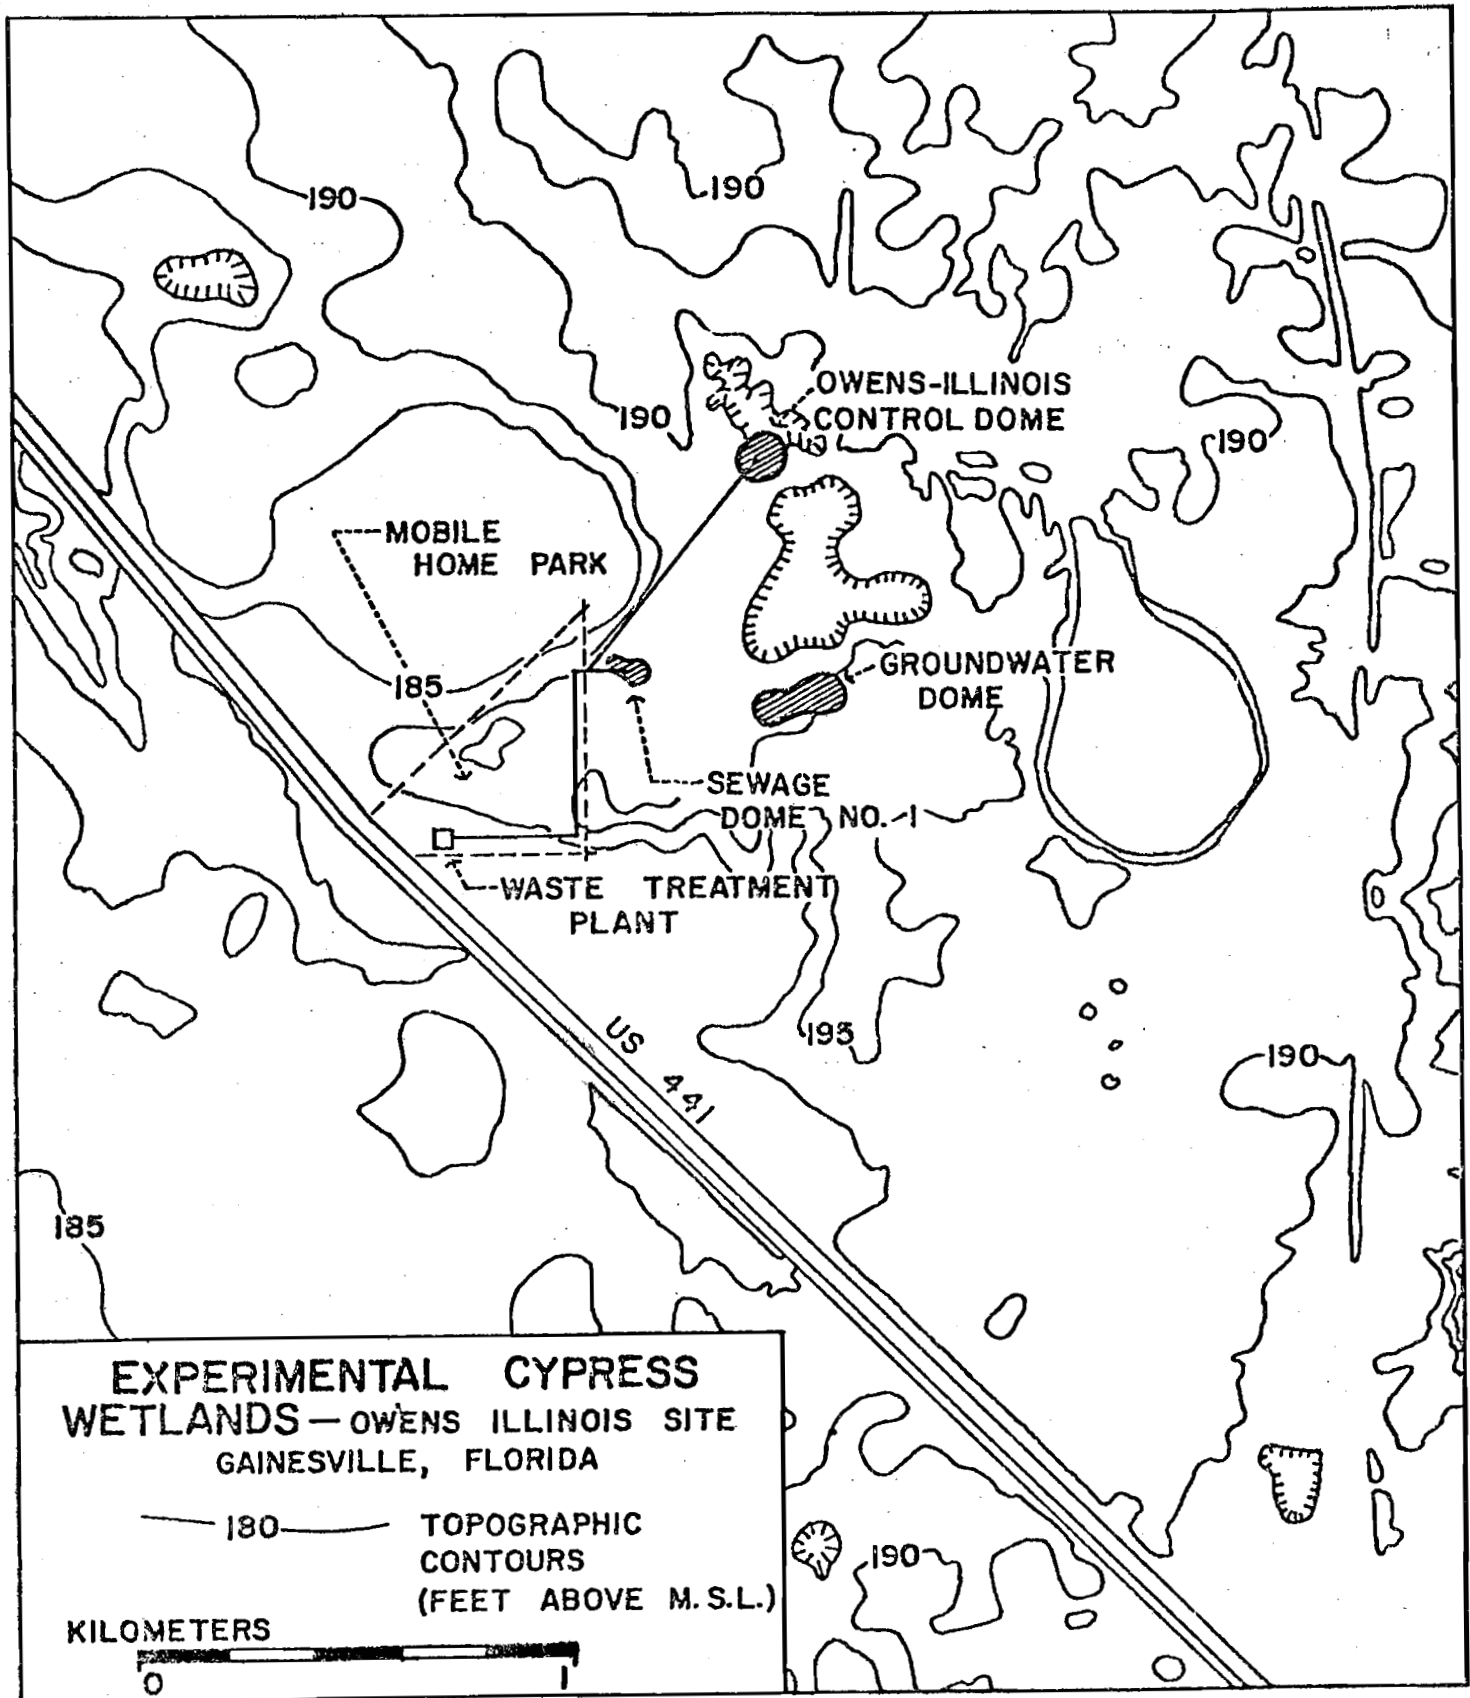 190
190
OWENS-ILLINOIS
CONTROL DOME
190
190
MOBILE
HOME PARK
GROUNDWATER
DOME
185
SEWAGE
DOME NO. 1
WASTE TREATMENT
PLANT
US 441
195
190
185
EXPERIMENTAL CYPRESS
WETLANDS — OWENS ILLINOIS SITE
GAINESVILLE, FLORIDA
180 TOPOGRAPHIC
CONTOURS
(FEET ABOVE M.S.L.)
190
KILOMETERS
0 1